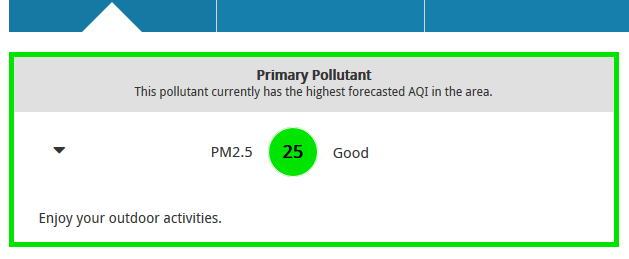 Primary Pollutant
This pollutant currently has the highest forecasted AQI in the area.
PM2.5 25 Good
Enjoy your outdoor activities.